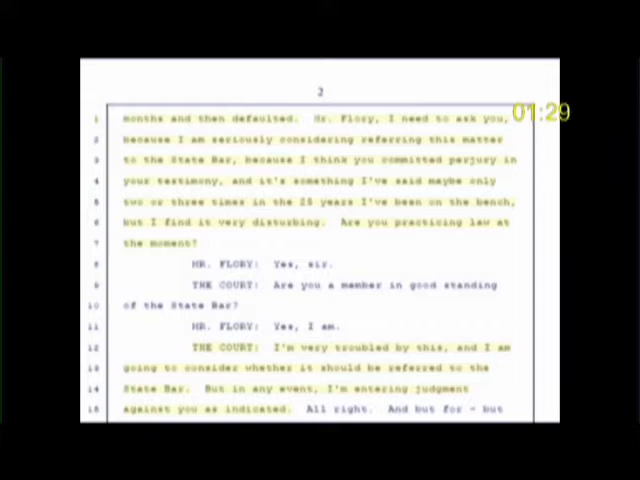 2
01:29
1 months and then defaulted. Mr. Flory, I need to ask you,
2 because I am seriously considering referring this matter
3 to the State Bar, because I think you committed perjury in
4 your testimony, and it's something I've said maybe only
5 two or three times in the 28 years I've been on the bench,
6 but I find it very disturbing. Are you practicing law at
7 the moment?
8 MR. FLORY: Yes, sir.
9 THE COURT: Are you a member in good standing
10 of the State Bar?
11 MR. FLORY: Yes, I am.
12 THE COURT: I'm very troubled by this, and I am
13 going to consider whether it should be referred to the
14 State Bar. But in any event, I'm entering judgment
15 against you as indicated. All right. And but for - but